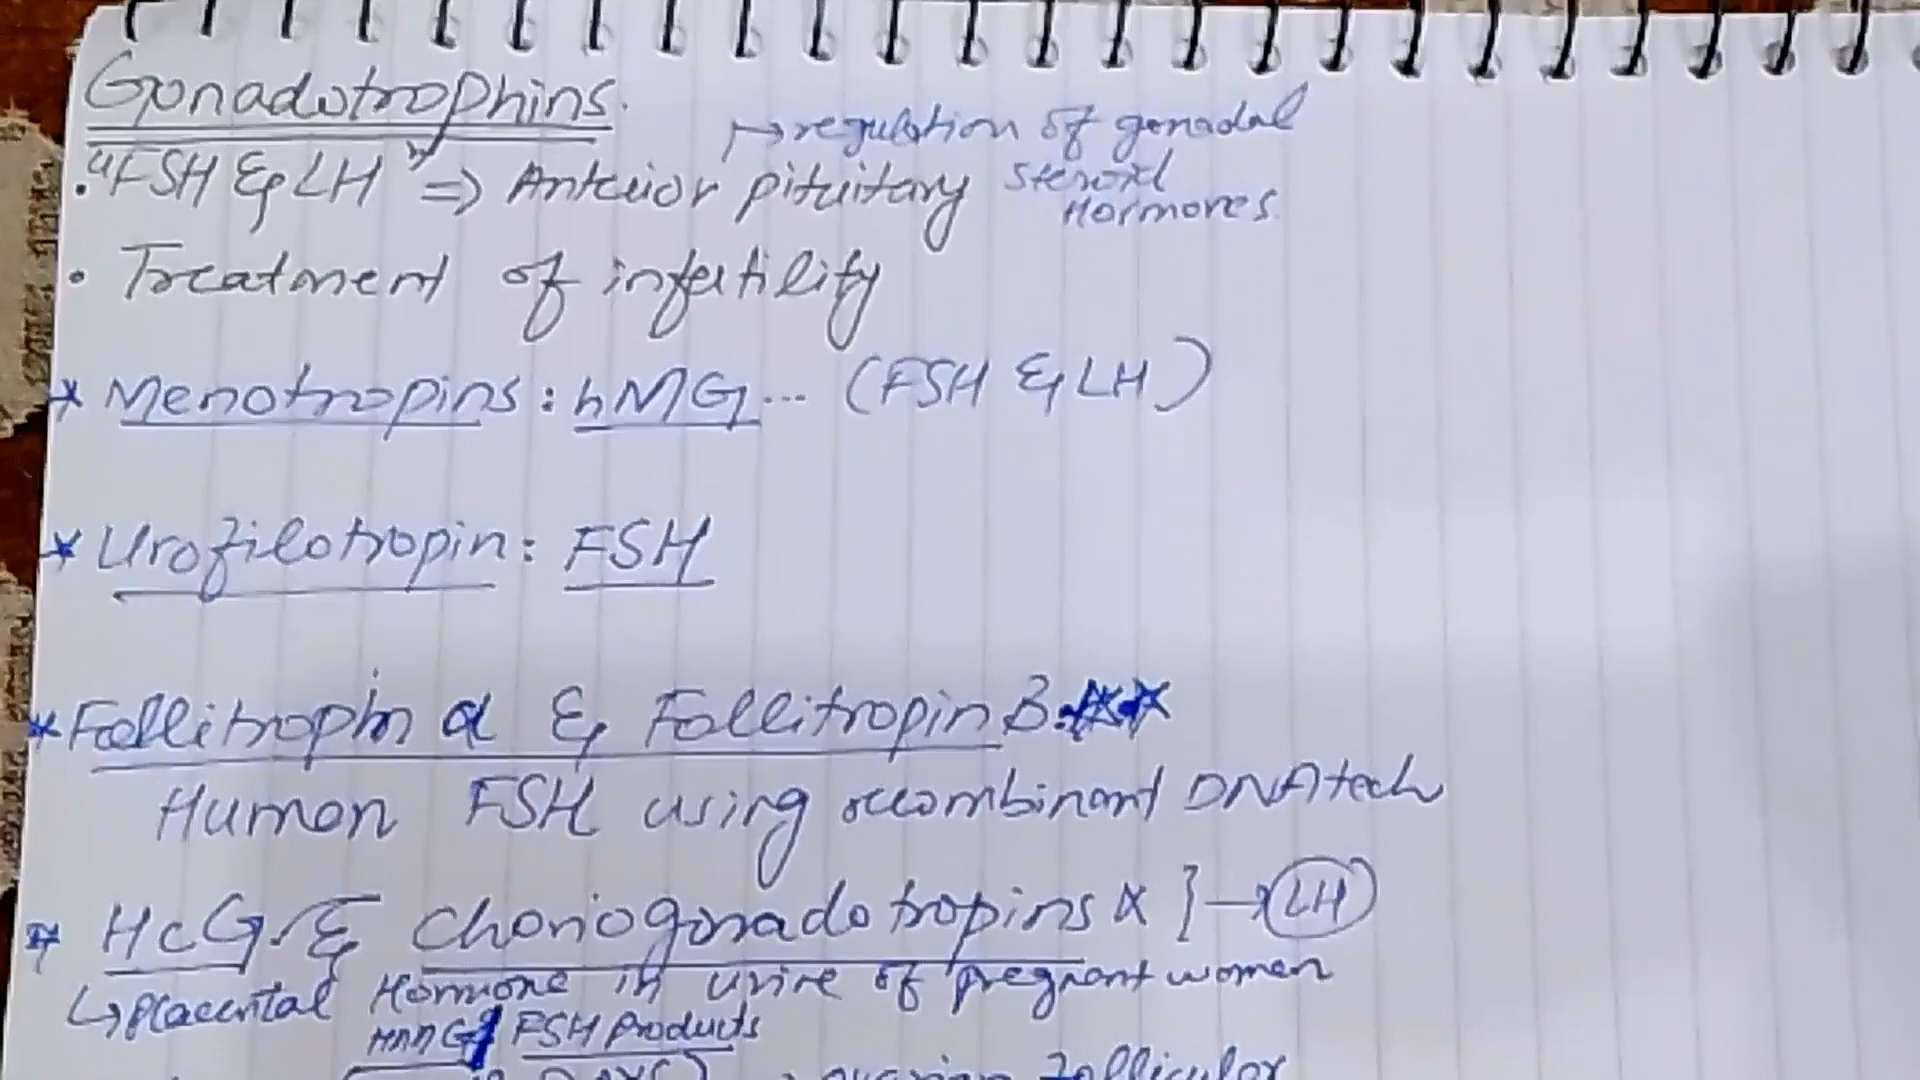 Gonadotrophins.
↦ regulation of gonadal
steroid
Hormones.
• "FSH & LH" => Anterior pituitary
• Treatment of infertility
* Menotropins: hMG... (FSH & LH)
* Urofilotropin: FSH
* Follitropin α & Follitropin B:**
Human FSH using recombinant DNA tech
* HcG & choriogonadotropins α ] → LH
↳ placental Hormone in urine of pregnant women
HMG FSH Products
ovarian follicular